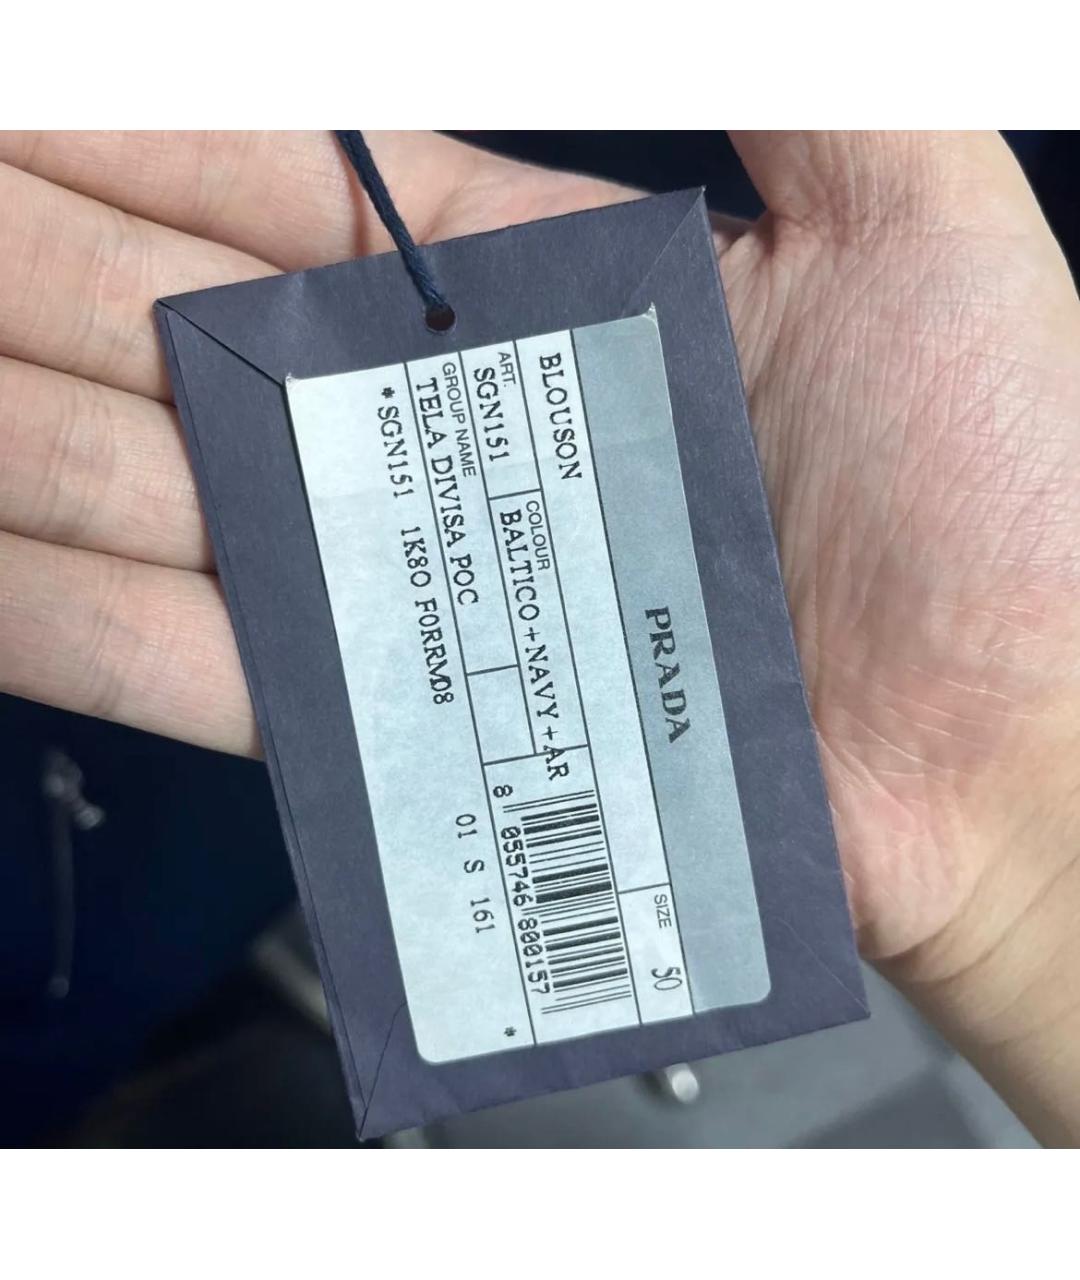 PRADA
BLOUSON
SIZE
50
ART.
SGN151
COLOUR
BALTICO+NAVY+AR
GROUP NAME
TELA DIVISA POC
8 055746 800157
*SGN151 1K80 F0RRM08
01 S 161 *